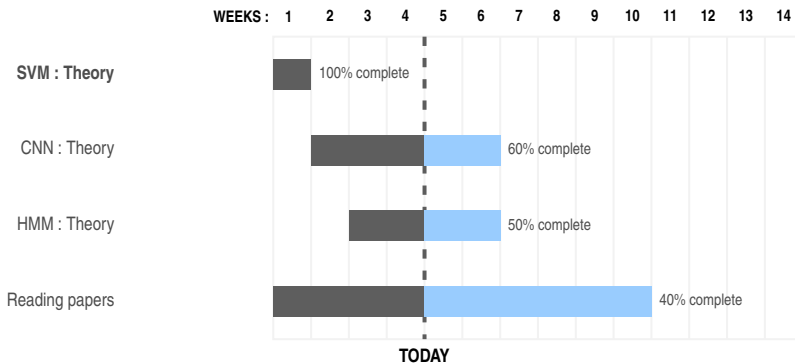 WEEKS : 1 2 3 4 5 6 7 8 9 10 11 12 13 14
SVM : Theory 100% complete
CNN : Theory 60% complete
HMM : Theory 50% complete
Reading papers 40% complete
TODAY